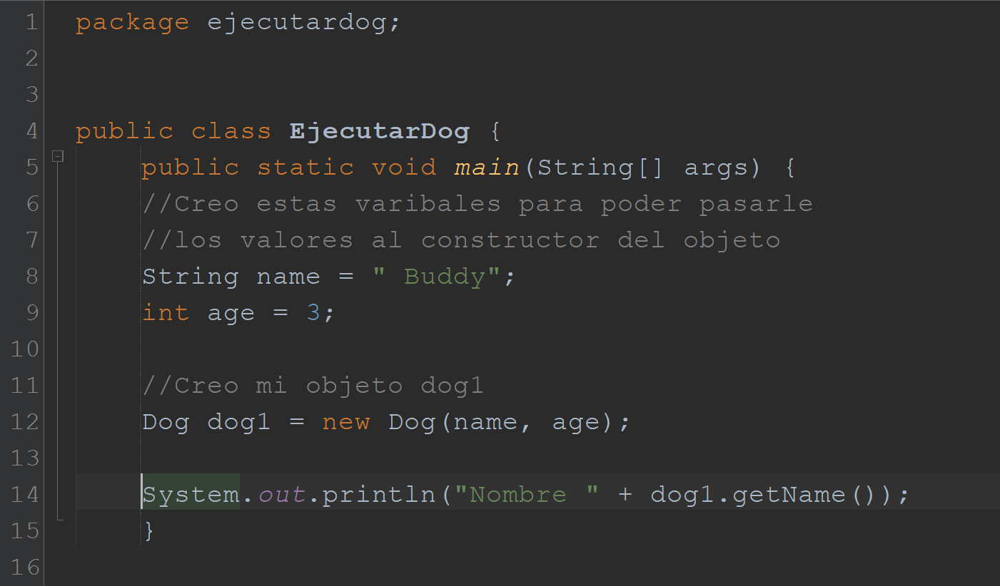 1 package ejecutardog;
2
3
4 public class EjecutarDog {
5 public static void main(String[] args) {
6 //Creo estas varibales para poder pasarle
7 //los valores al constructor del objeto
8 String name = " Buddy";
9 int age = 3;
10
11 //Creo mi objeto dog1
12 Dog dog1 = new Dog(name, age);
13
14 System.out.println("Nombre " + dog1.getName());
15 }
16